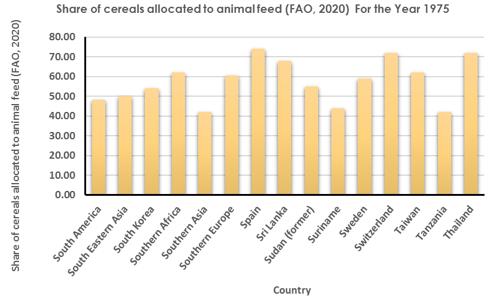 Share of cereals allocated to animal feed (FAO, 2020) For the Year 1975
Share of cereals allocated to animal feed (FAO, 2020)
80.00
70.00
60.00
50.00
40.00
30.00
20.00
10.00
0.00
South America
South Eastern Asia
South Korea
Southern Africa
Southern Asia
Southern Europe
Spain
Sri Lanka
Sudan (former)
Suriname
Sweden
Switzerland
Taiwan
Tanzania
Thailand
Country